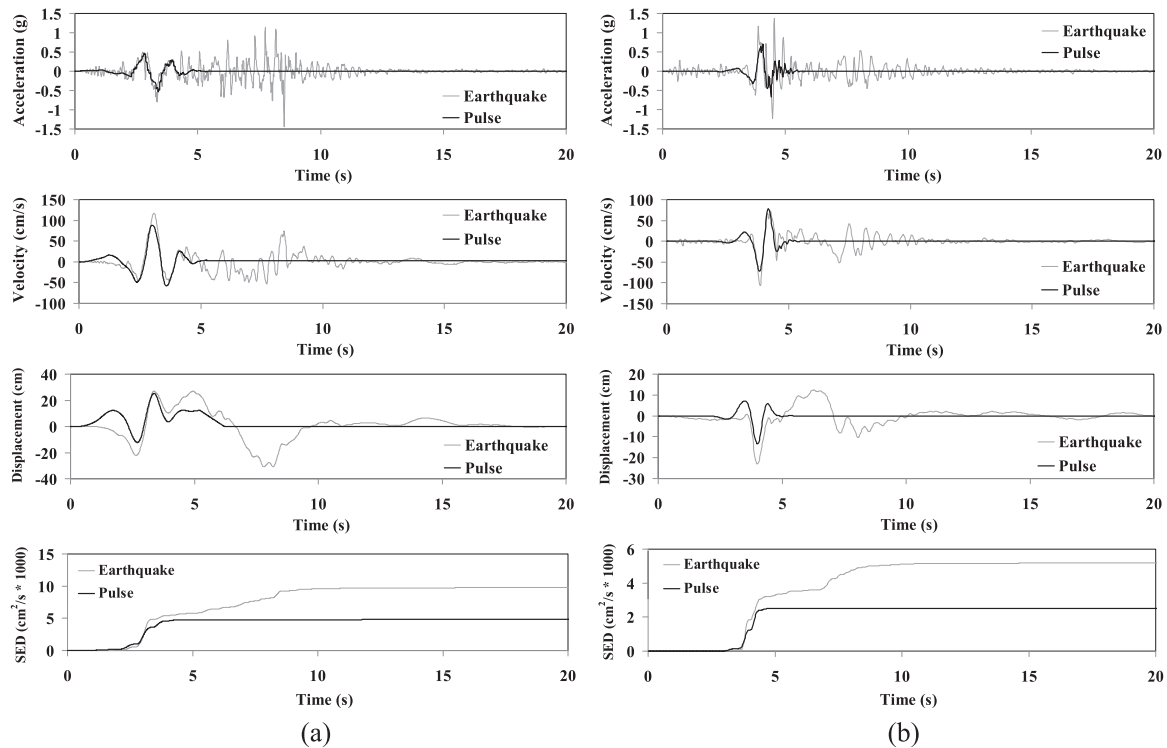 1.5
1
0.5
0
-0.5
-1
-1.5
Acceleration (g)
Earthquake
Pulse
0 5 10 15 20
Time (s)
150
100
50
0
-50
-100
Velocity (cm/s)
Earthquake
Pulse
0 5 10 15 20
Time (s)
40
20
0
-20
-40
Displacement (cm)
Earthquake
Pulse
0 5 10 15 20
Time (s)
15
10
5
0
SED (cm²/s * 1000)
Earthquake
Pulse
0 5 10 15 20
Time (s)
(a)
1.5
1
0.5
0
-0.5
-1
-1.5
Acceleration (g)
Earthquake
Pulse
0 5 10 15 20
Time (s)
100
50
0
-50
-100
-150
Velocity (cm/s)
Earthquake
Pulse
0 5 10 15 20
Time (s)
20
10
0
-10
-20
-30
Displacement (cm)
Earthquake
Pulse
0 5 10 15 20
Time (s)
6
4
2
0
SED (cm²/s * 1000)
Earthquake
Pulse
0 5 10 15 20
Time (s)
(b)